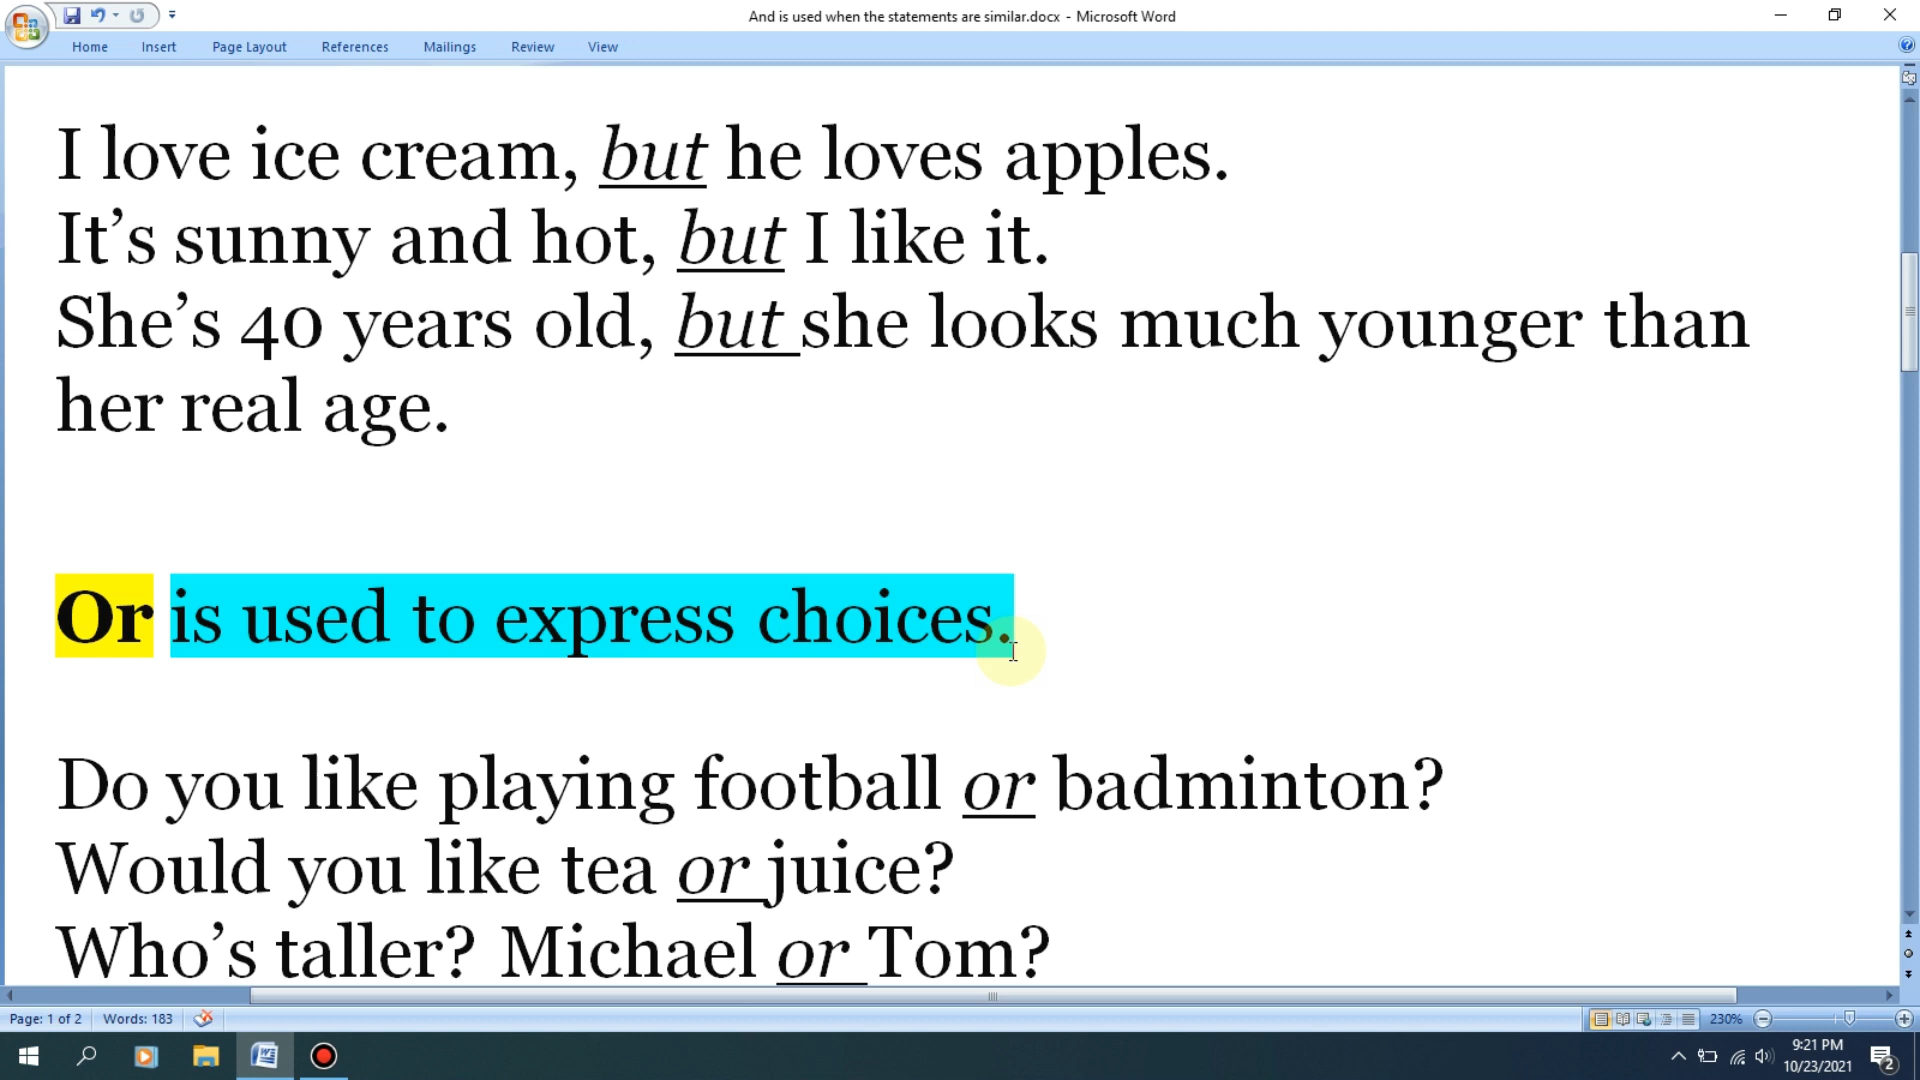 And is used when the statements are similar.docx - Microsoft Word
Home Insert Page Layout References Mailings Review View
I love ice cream, but he loves apples.
It’s sunny and hot, but I like it.
She’s 40 years old, but she looks much younger than
her real age.
Or is used to express choices.
Do you like playing football or badminton?
Would you like tea or juice?
Who’s taller? Michael or Tom?
Page: 1 of 2 Words: 183 230%
9:21 PM
10/23/2021
2